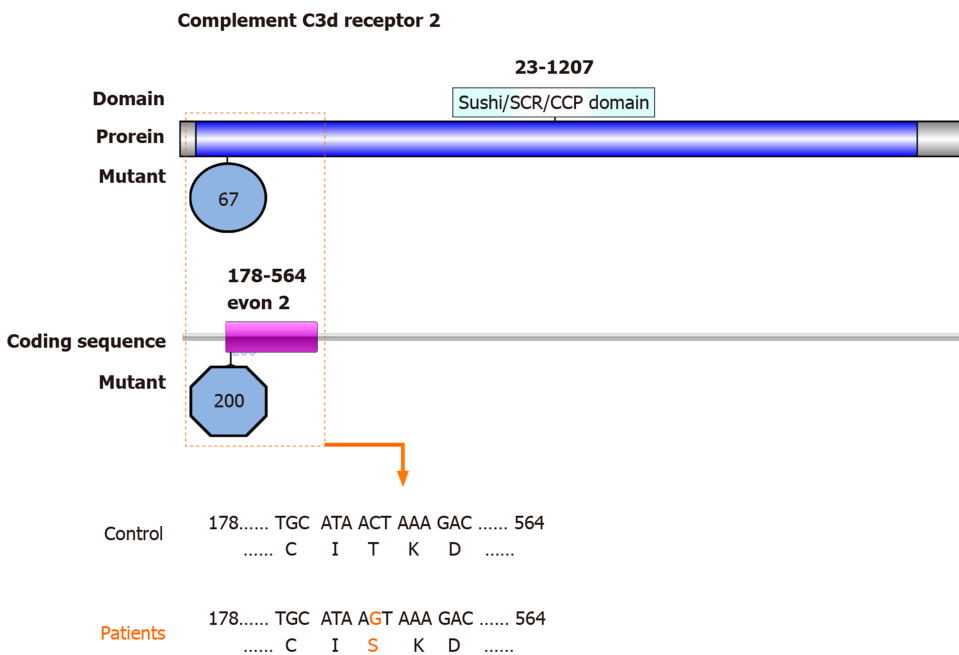 Complement C3d receptor 2
23-1207
Domain
Sushi/SCR/CCP domain
Prorein
Mutant
67
178-564
evon 2
Coding sequence
Mutant
200
Control
178...... TGC ATA ACT AAA GAC ...... 564
...... C I T K D ......
Patients
178...... TGC ATA AGT AAA GAC ...... 564
...... C I S K D ......